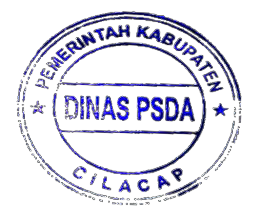 PEMERINTAH KABUPATEN
DINAS PSDA
CILACAP